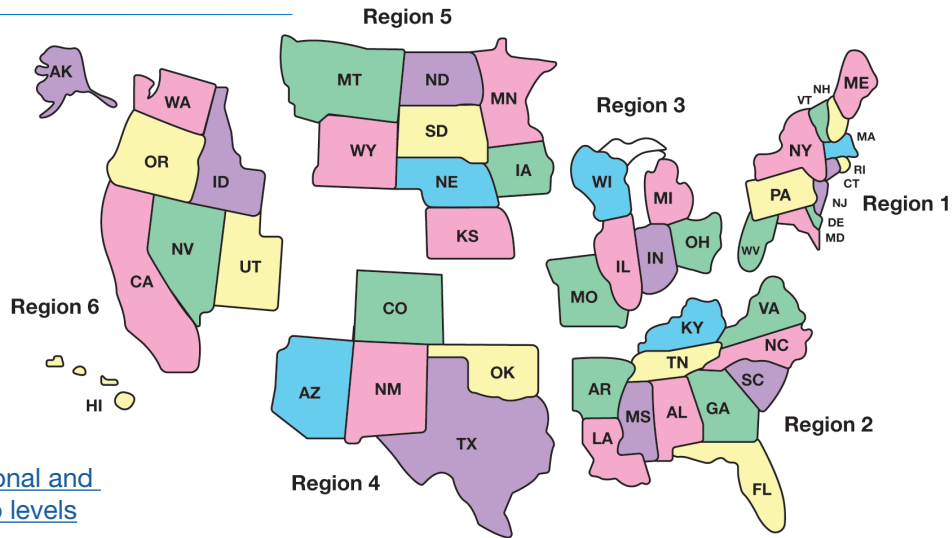 Region 5
AK
WA
OR
ID
NV
UT
CA
Region 6
HI
MT
ND
MN
SD
WY
NE
IA
KS
Region 3
WI
MI
IL
IN
OH
MO
ME
NH
VT
NY
MA
RI
CT
PA
NJ
Region 1
DE
MD
WV
CO
AZ
NM
OK
TX
Region 4
KY
VA
TN
NC
AR
SC
MS
AL
GA
LA
Region 2
FL
onal and
levels